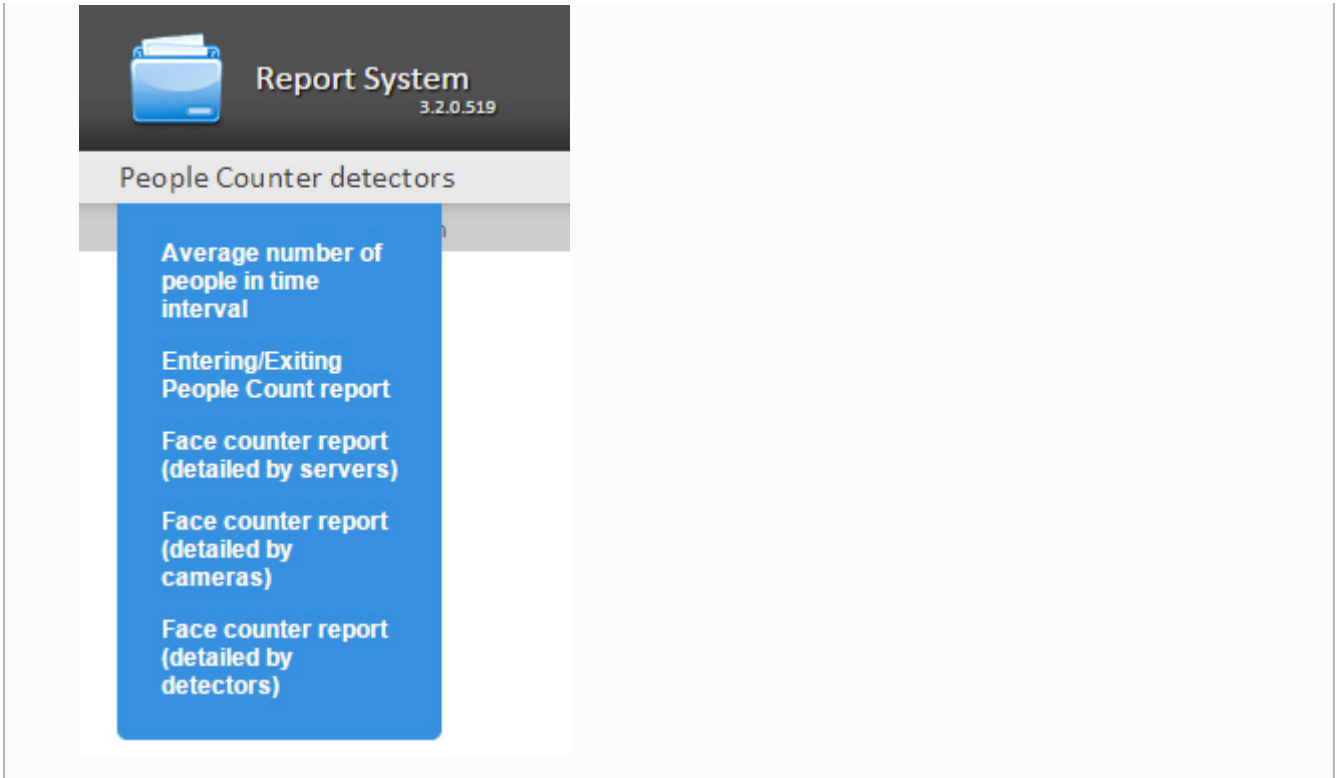 Report System
3.2.0.519
People Counter detectors
Average number of
people in time
interval
Entering/Exiting
People Count report
Face counter report
(detailed by servers)
Face counter report
(detailed by
cameras)
Face counter report
(detailed by
detectors)